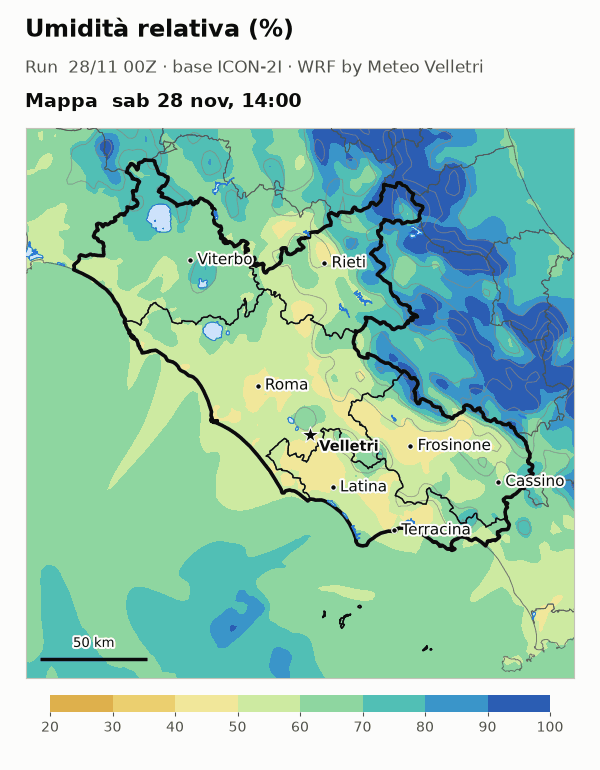 Umidità relativa (%)
Run  28/11 00Z · base ICON-2I · WRF by Meteo Velletri
Mappa  sab 28 nov, 14:00
Viterbo
Rieti
Roma
Velletri
Frosinone
Cassino
Latina
Terracina
50 km
20 30 40 50 60 70 80 90 100